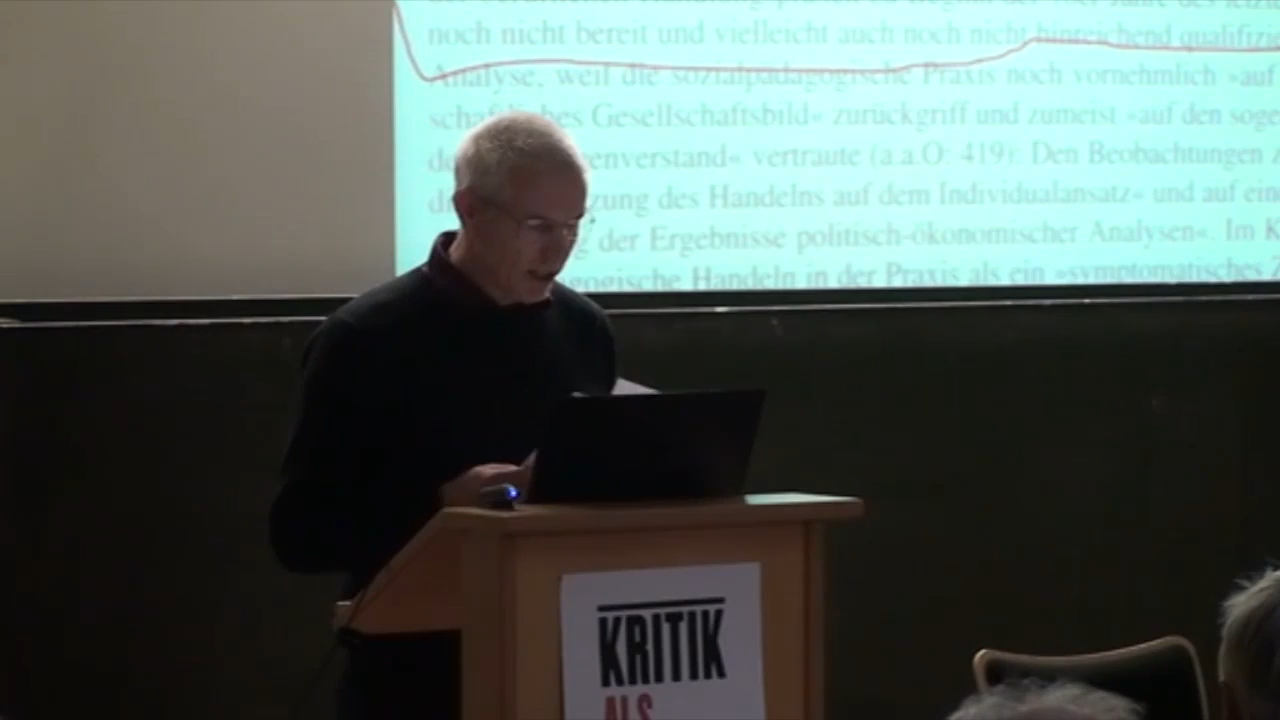 noch nicht bereit und vielleicht auch noch nicht hinreichend qualifizie
Analyse, weil die sozialpädagogische Praxis noch vornehmlich »auf
Gesellschaftsbild« zurückgriff und zumeist »auf den soge
enverstand« vertraute (a.a.O: 419). Den Beobachtungen
zung des Handelns auf dem Individualansatz« und auf ein
g der Ergebnisse politisch-ökonomischer Analysen«. Im K
gogische Handeln in der Praxis als ein »symptomatisches
KRITIK
ALS